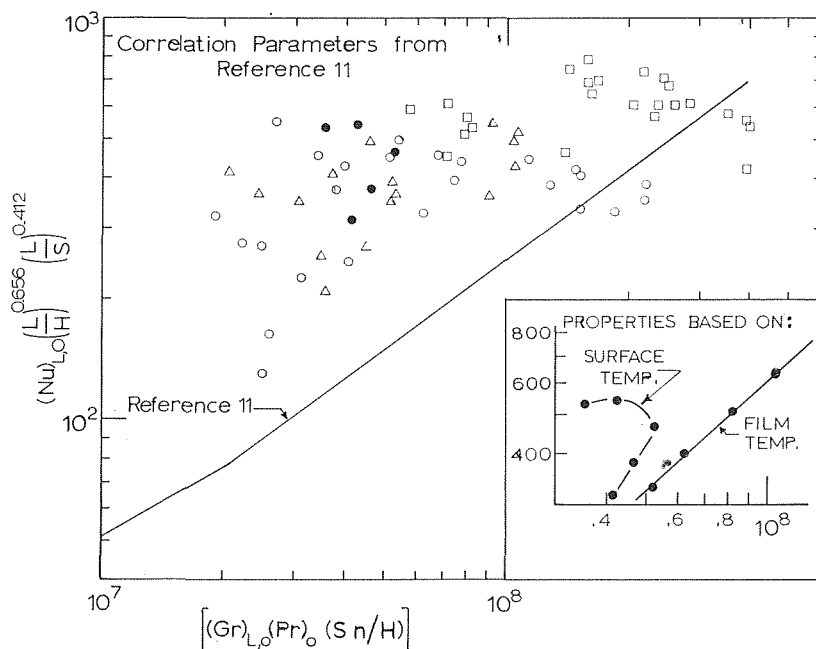 10³
Correlation Parameters from
Reference 11
(Nu)L,O (L/H)^0.656 (L/S)^0.412
10²
Reference 11
PROPERTIES BASED ON:
800
SURFACE
TEMP.
600
FILM
TEMP.
400
.4
.6
.8
10⁸
10⁷
10⁸
[(Gr)L,O(Pr)O (S n/H)]